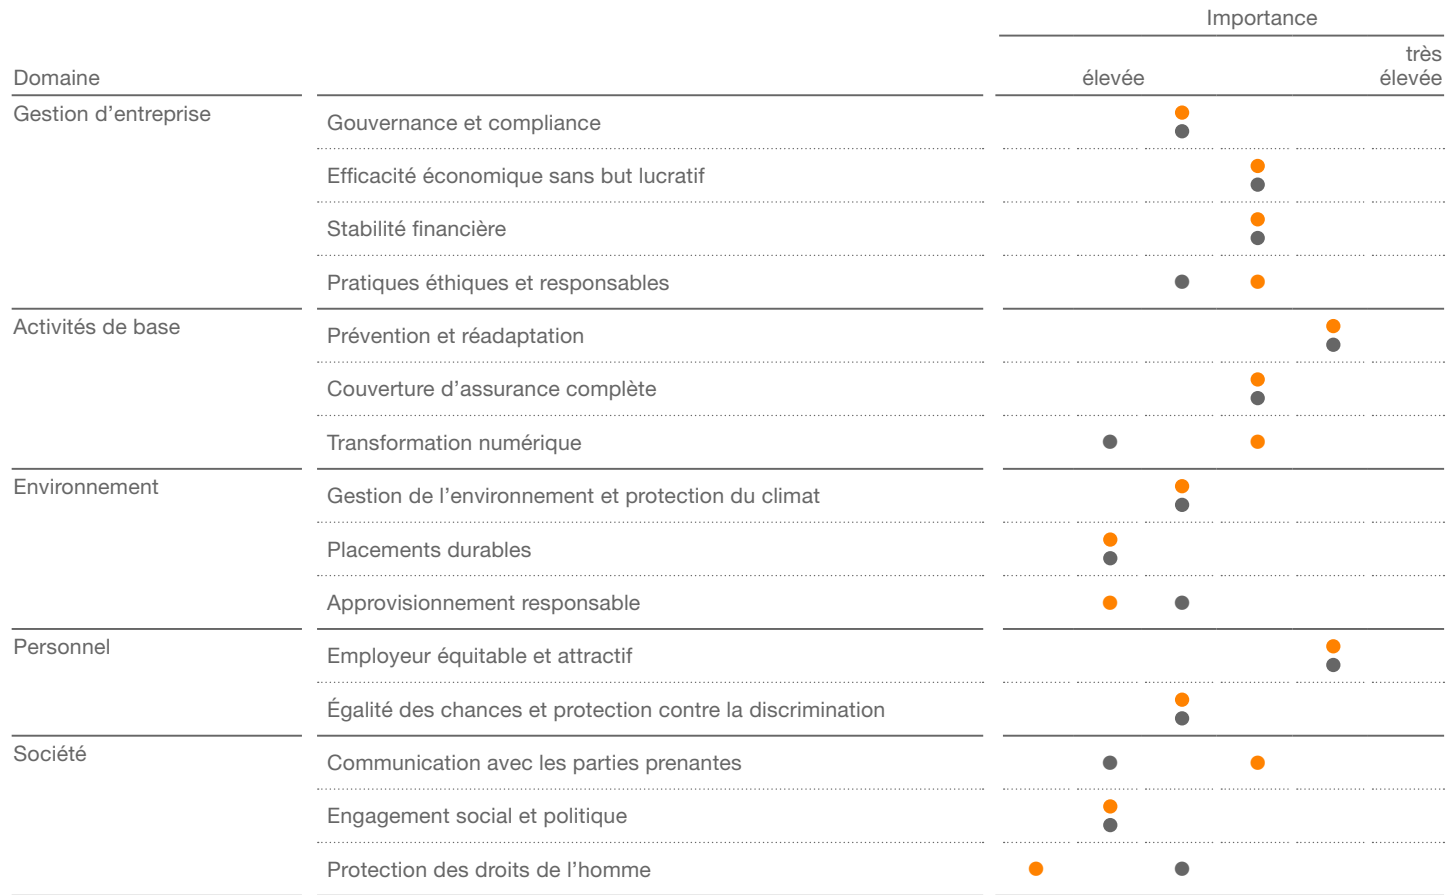 Importance
très
Domaine
élevée
élevée
Gestion d’entreprise
Gouvernance et compliance
Efficacité économique sans but lucratif
Stabilité financière
Pratiques éthiques et responsables
Activités de base
Prévention et réadaptation
Couverture d’assurance complète
Transformation numérique
Environnement
Gestion de l’environnement et protection du climat
Placements durables
Approvisionnement responsable
Personnel
Employeur équitable et attractif
Égalité des chances et protection contre la discrimination
Société
Communication avec les parties prenantes
Engagement social et politique
Protection des droits de l’homme